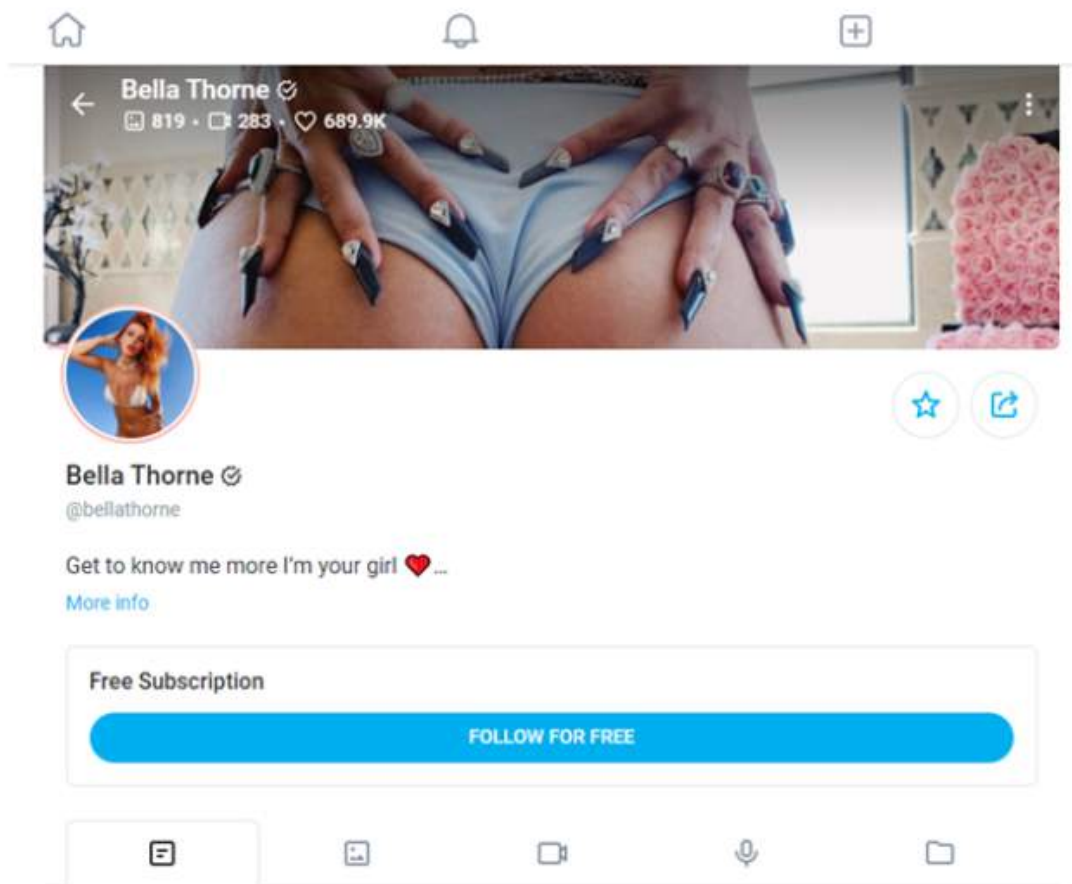 Bella Thorne
819 • 283 • 689.9K
Bella Thorne
@bellathorne
Get to know me more I'm your girl ❤️...
More info
Free Subscription
FOLLOW FOR FREE